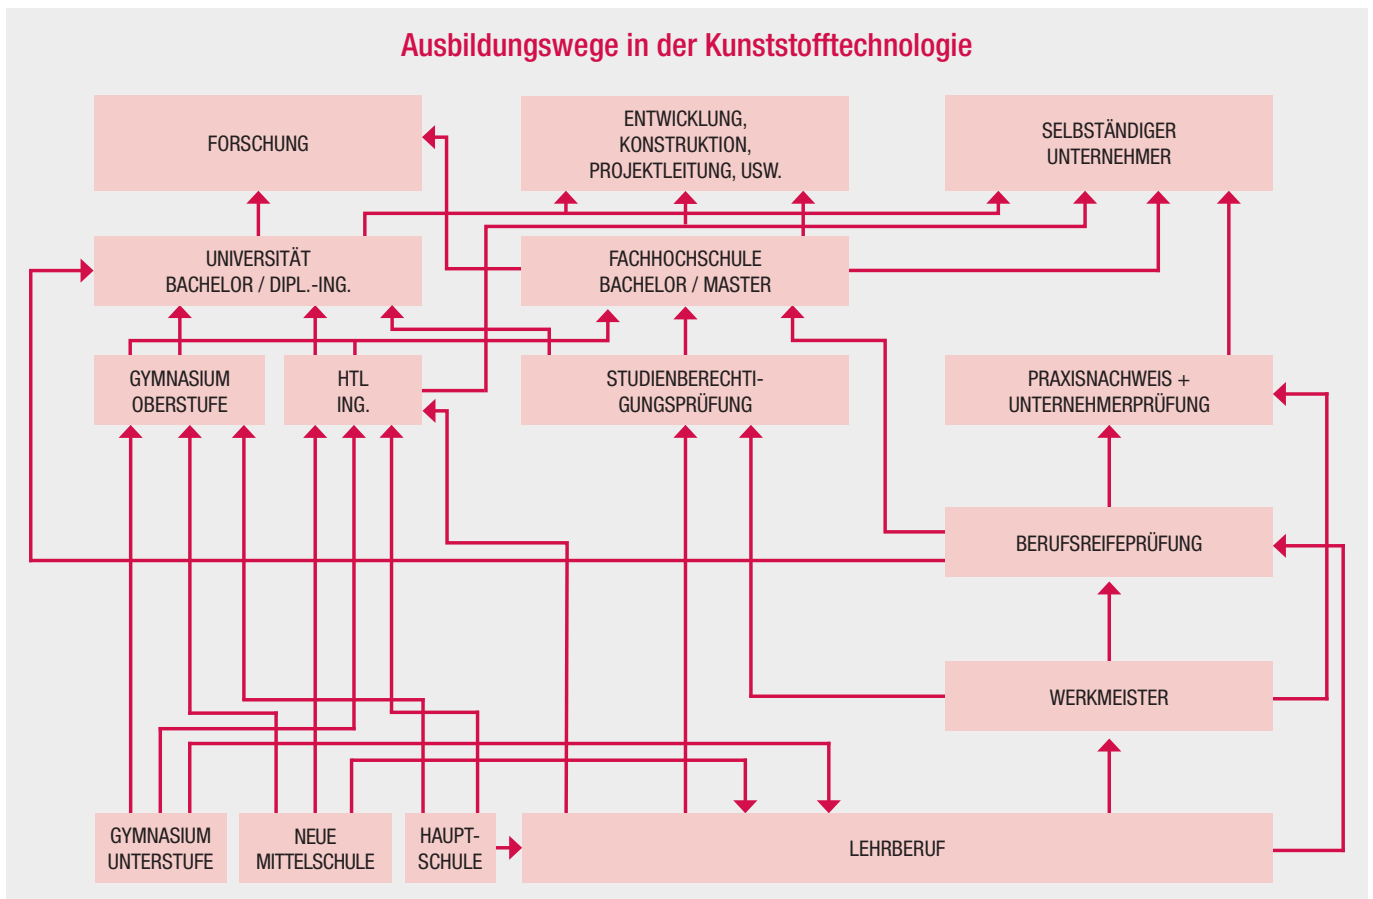 Ausbildungswege in der Kunststofftechnologie
FORSCHUNG
ENTWICKLUNG,
KONSTRUKTION,
PROJEKTLEITUNG, USW.
SELBSTÄNDIGER
UNTERNEHMER
UNIVERSITÄT
BACHELOR / DIPL.-ING.
FACHHOCHSCHULE
BACHELOR / MASTER
GYMNASIUM
OBERSTUFE
HTL
ING.
STUDIENBERECHTI-
GUNGSPRÜFUNG
PRAXISNACHWEIS +
UNTERNEHMERPRÜFUNG
BERUFSREIFEPRÜFUNG
WERKMEISTER
GYMNASIUM
UNTERSTUFE
NEUE
MITTELSCHULE
HAUPT-
SCHULE
LEHRBERUF